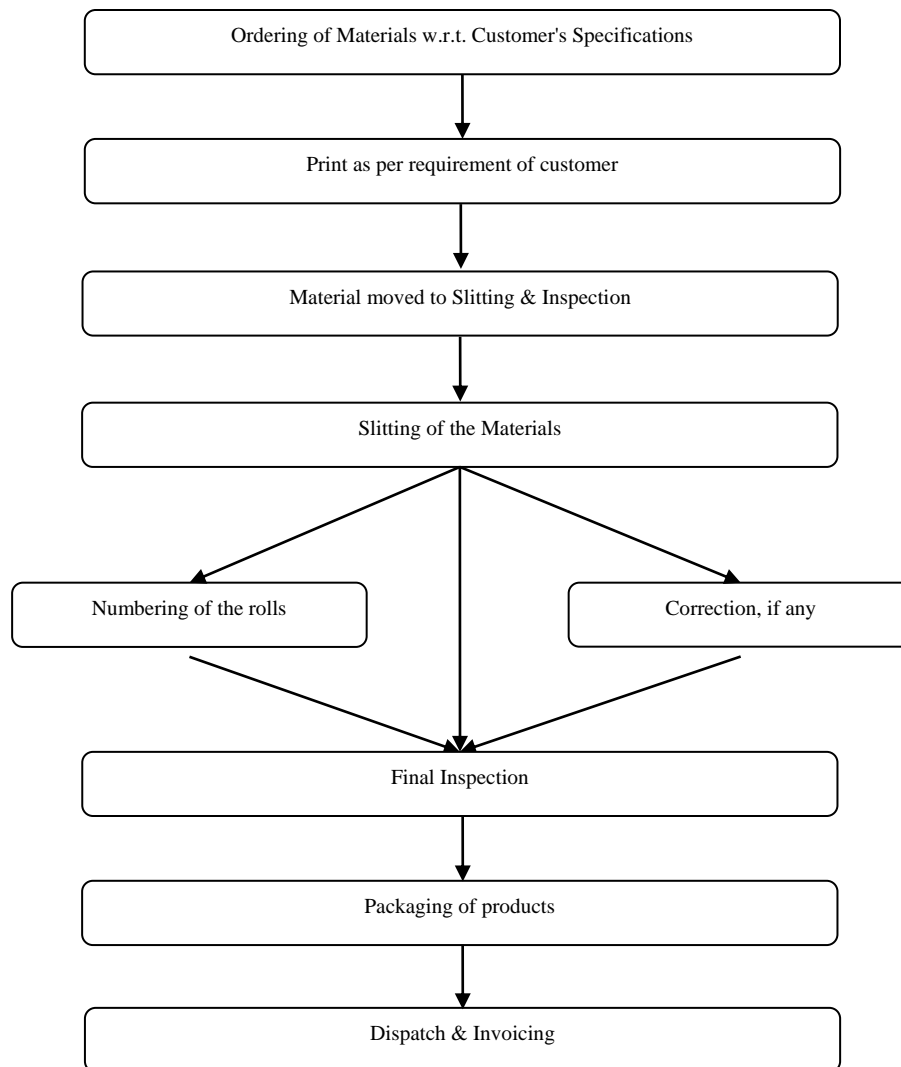 Ordering of Materials w.r.t. Customer's Specifications
Print as per requirement of customer
Material moved to Slitting & Inspection
Slitting of the Materials
Numbering of the rolls
Correction, if any
Final Inspection
Packaging of products
Dispatch & Invoicing